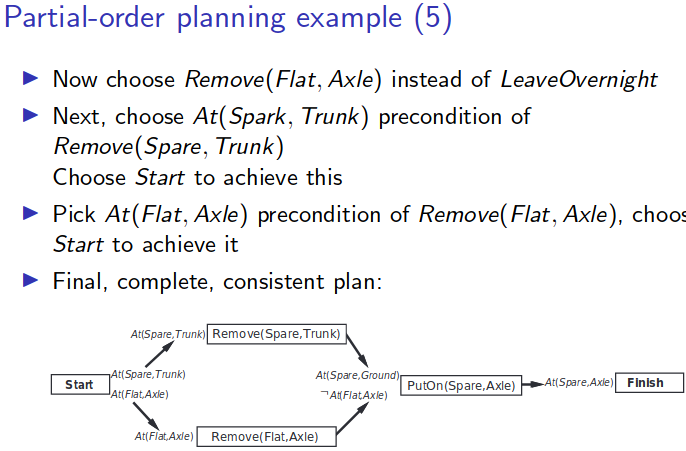 Partial-order planning example (5)
Now choose Remove(Flat, Axle) instead of LeaveOvernight
Next, choose At(Spark, Trunk) precondition of
Remove(Spare, Trunk)
Choose Start to achieve this
Pick At(Flat, Axle) precondition of Remove(Flat, Axle), choos
Start to achieve it
Final, complete, consistent plan:
At(Spare,Trunk) Remove(Spare,Trunk)
Start
At(Spare,Trunk)
At(Flat,Axle)
At(Spare,Ground)
¬At(Flat,Axle)
PutOn(Spare,Axle)
At(Spare,Axle)
Finish
At(Flat,Axle) Remove(Flat,Axle)